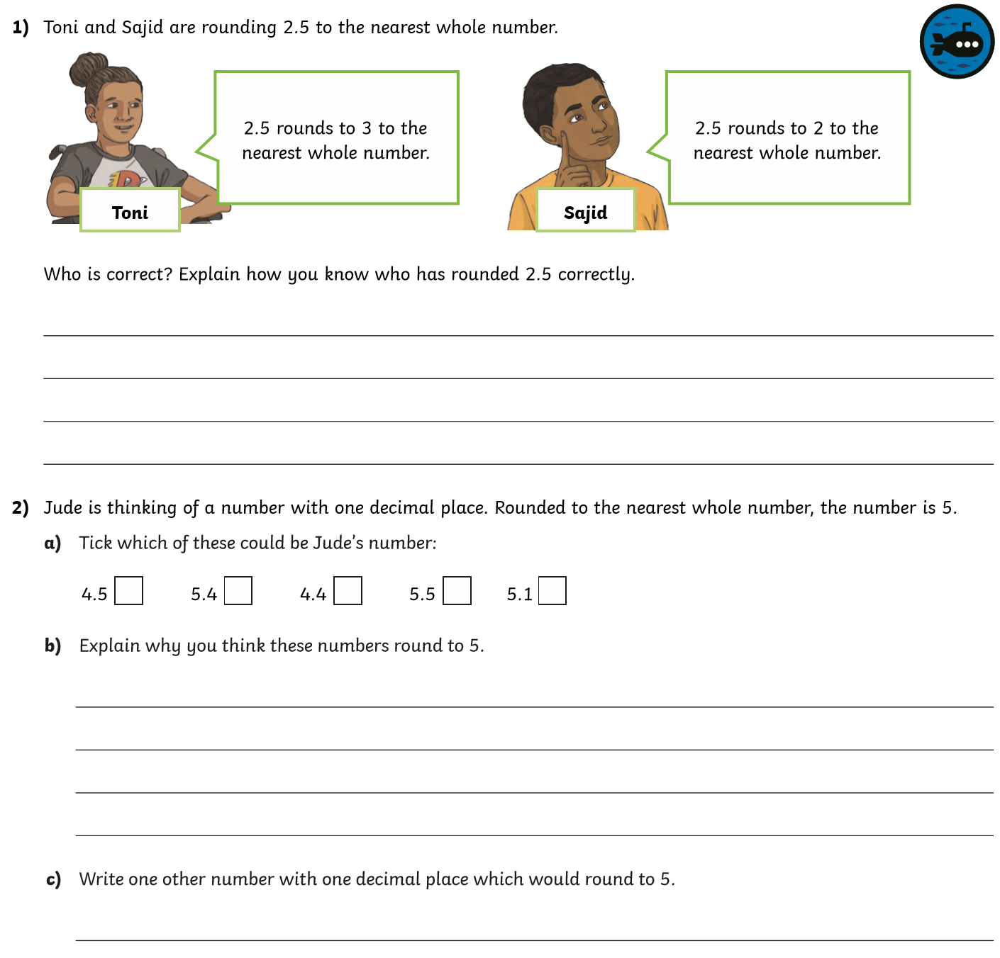 1) Toni and Sajid are rounding 2.5 to the nearest whole number.
2.5 rounds to 3 to the
nearest whole number.
Toni
2.5 rounds to 2 to the
nearest whole number.
Sajid
Who is correct? Explain how you know who has rounded 2.5 correctly.
2) Jude is thinking of a number with one decimal place. Rounded to the nearest whole number, the number is 5.
a) Tick which of these could be Jude’s number:
4.5 5.4 4.4 5.5 5.1
b) Explain why you think these numbers round to 5.
c) Write one other number with one decimal place which would round to 5.